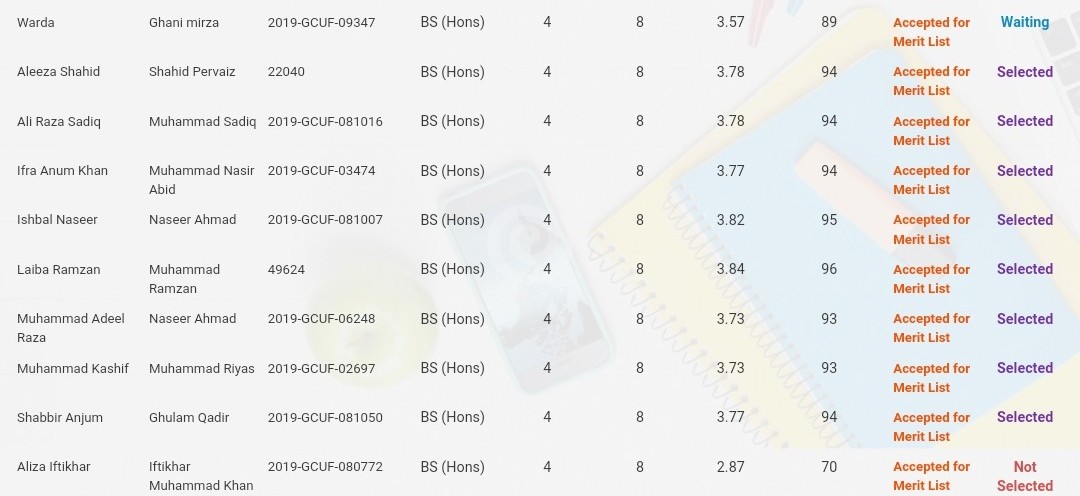 Warda Ghani mirza 2019-GCUF-09347 BS (Hons) 4 8 3.57 89 Accepted for Waiting
Merit List
Aleeza Shahid Shahid Pervaiz 22040 BS (Hons) 4 8 3.78 94 Accepted for Selected
Merit List
Ali Raza Sadiq Muhammad Sadiq 2019-GCUF-081016 BS (Hons) 4 8 3.78 94 Accepted for Selected
Merit List
Ifra Anum Khan Muhammad Nasir 2019-GCUF-03474 BS (Hons) 4 8 3.77 94 Accepted for Selected
Abid Merit List
Ishbal Naseer Naseer Ahmad 2019-GCUF-081007 BS (Hons) 4 8 3.82 95 Accepted for Selected
Merit List
Laiba Ramzan Muhammad 49624 BS (Hons) 4 8 3.84 96 Accepted for Selected
Ramzan Merit List
Muhammad Adeel Naseer Ahmad 2019-GCUF-06248 BS (Hons) 4 8 3.73 93 Accepted for Selected
Raza Merit List
Muhammad Kashif Muhammad Riyas 2019-GCUF-02697 BS (Hons) 4 8 3.73 93 Accepted for Selected
Merit List
Shabbir Anjum Ghulam Qadir 2019-GCUF-081050 BS (Hons) 4 8 3.77 94 Accepted for Selected
Merit List
Aliza Iftikhar Iftikhar 2019-GCUF-080772 BS (Hons) 4 8 2.87 70 Accepted for Not
Muhammad Khan Merit List Selected